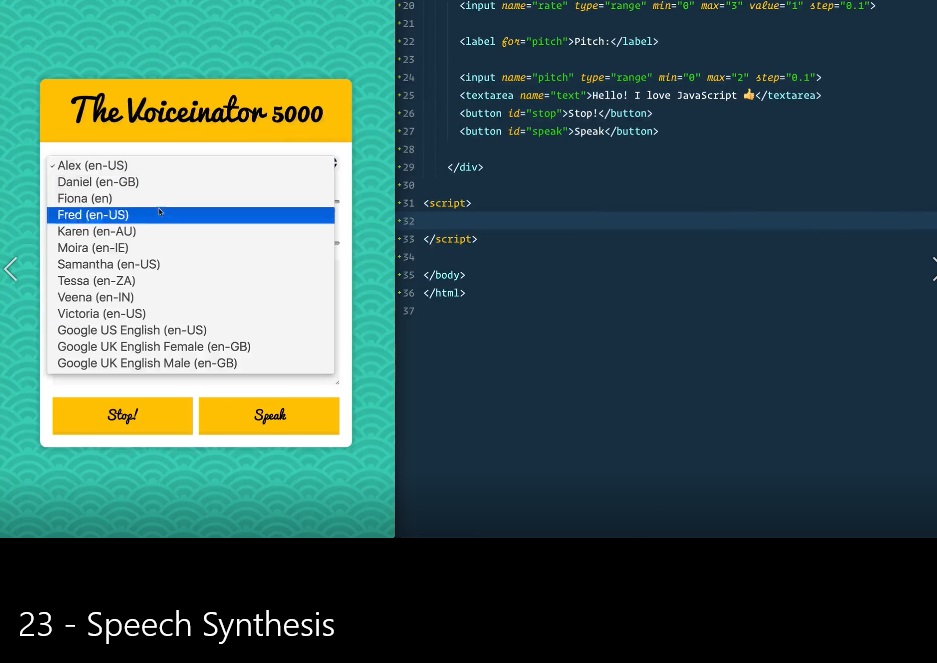 The Voiceinator 5000
Alex (en-US)
Daniel (en-GB)
Fiona (en)
Fred (en-US)
Karen (en-AU)
Moira (en-IE)
Samantha (en-US)
Tessa (en-ZA)
Veena (en-IN)
Victoria (en-US)
Google US English (en-US)
Google UK English Female (en-GB)
Google UK English Male (en-GB)
Stop!
Speak
20 <input name="rate" type="range" min="0" max="3" value="1" step="0.1">
21
22 <label for="pitch">Pitch:</label>
23
24 <input name="pitch" type="range" min="0" max="2" step="0.1">
25 <textarea name="text">Hello! I love JavaScript 👍</textarea>
26 <button id="stop">Stop!</button>
27 <button id="speak">Speak</button>
28
29 </div>
30
31 <script>
32
33 </script>
34
35 </body>
36 </html>
37
23 - Speech Synthesis